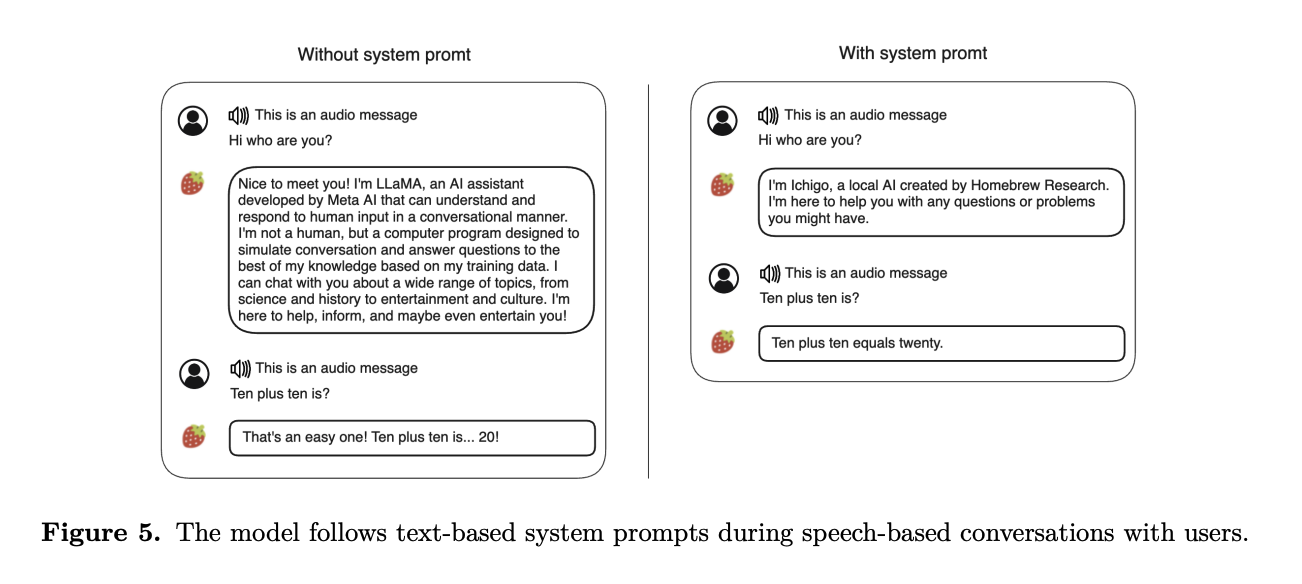 Without system promt
This is an audio message
Hi who are you?
Nice to meet you! I'm LLaMA, an AI assistant
developed by Meta AI that can understand and
respond to human input in a conversational manner.
I'm not a human, but a computer program designed to
simulate conversation and answer questions to the
best of my knowledge based on my training data. I
can chat with you about a wide range of topics, from
science and history to entertainment and culture. I'm
here to help, inform, and maybe even entertain you!
This is an audio message
Ten plus ten is?
That's an easy one! Ten plus ten is... 20!
With system promt
This is an audio message
Hi who are you?
I'm Ichigo, a local AI created by Homebrew Research.
I'm here to help you with any questions or problems
you might have.
This is an audio message
Ten plus ten is?
Ten plus ten equals twenty.
Figure 5. The model follows text-based system prompts during speech-based conversations with users.